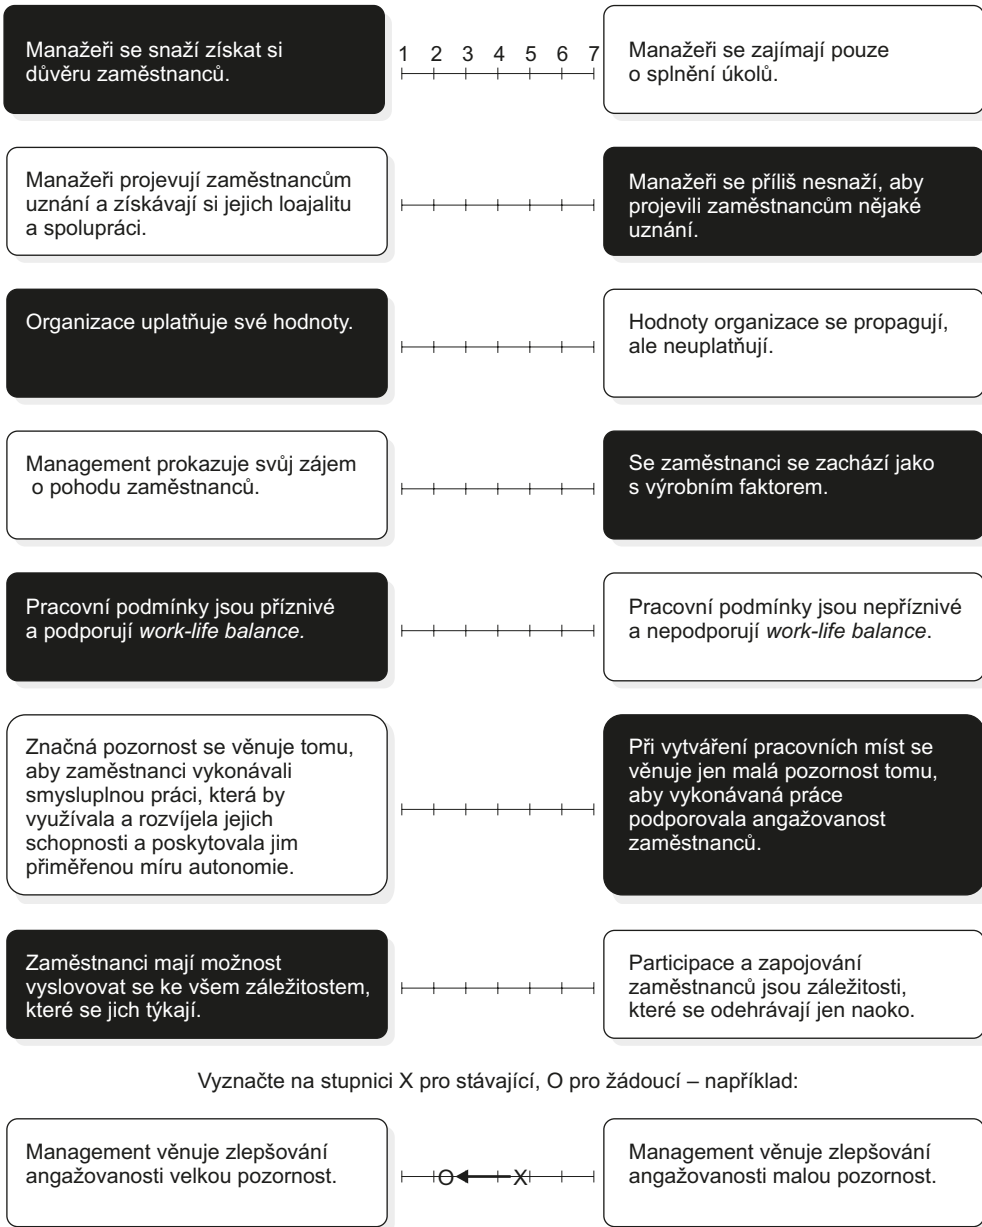 Manažeři se snaží získat si
důvěru zaměstnanců.
1 2 3 4 5 6 7
Manažeři se zajímají pouze
o splnění úkolů.
Manažeři projevují zaměstnancům
uznání a získávají si jejich loajalitu
a spolupráci.
Manažeři se příliš nesnaží, aby
projevili zaměstnancům nějaké
uznání.
Organizace uplatňuje své hodnoty.
Hodnoty organizace se propagují,
ale neuplatňují.
Management prokazuje svůj zájem
o pohodu zaměstnanců.
Se zaměstnanci se zachází jako
s výrobním faktorem.
Pracovní podmínky jsou příznivé
a podporují work-life balance.
Pracovní podmínky jsou nepříznivé
a nepodporují work-life balance.
Značná pozornost se věnuje tomu,
aby zaměstnanci vykonávali
smysluplnou práci, která by
využívala a rozvíjela jejich
schopnosti a poskytovala jim
přiměřenou míru autonomie.
Při vytváření pracovních míst se
věnuje jen malá pozornost tomu,
aby vykonávaná práce
podporovala angažovanost
zaměstnanců.
Zaměstnanci mají možnost
vyslovovat se ke všem záležitostem,
které se jich týkají.
Participace a zapojování
zaměstnanců jsou záležitosti,
které se odehrávají jen naoko.
Vyznačte na stupnici X pro stávající, O pro žádoucí – například:
Management věnuje zlepšování
angažovanosti velkou pozornost.
O X
Management věnuje zlepšování
angažovanosti malou pozornost.